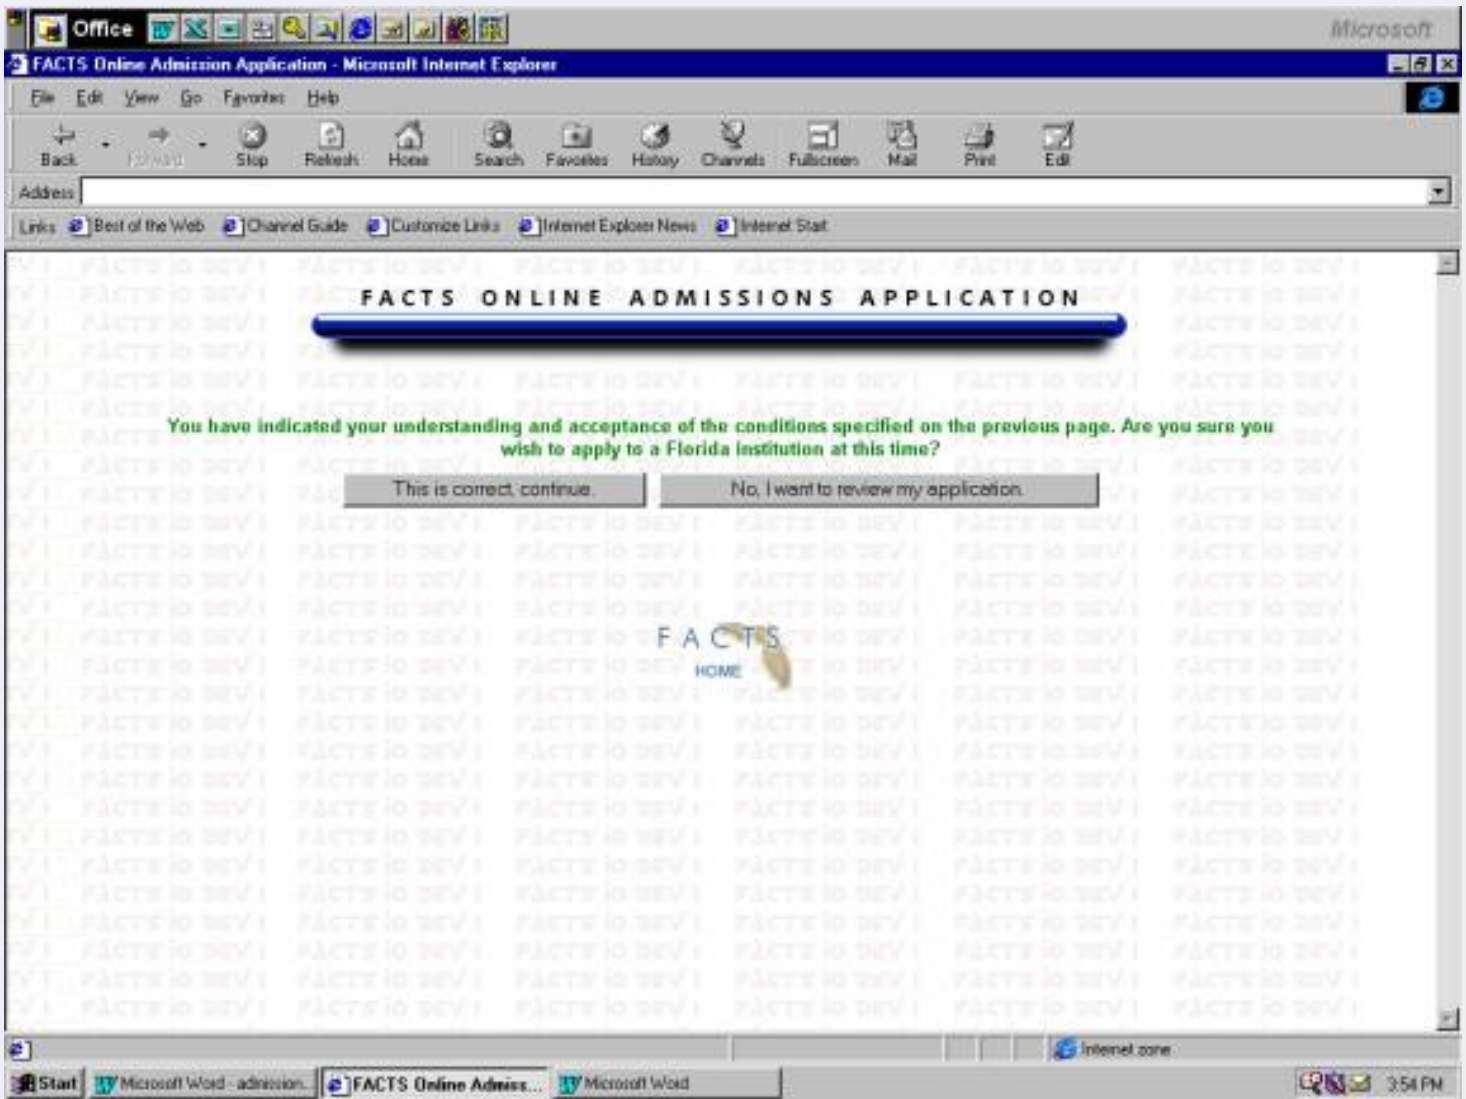 Office
Microsoft
FACTS Online Admission Application - Microsoft Internet Explorer
File Edit View Go Favorites Help
Back Forward Stop Refresh Home Search Favorites History Channels Fullscreen Mail Print Edit
Address
Links Best of the Web Channel Guide Customize Links Internet Explorer News Internet Start
FACTS ONLINE ADMISSIONS APPLICATION
You have indicated your understanding and acceptance of the conditions specified on the previous page. Are you sure you
wish to apply to a Florida institution at this time?
This is correct, continue. No, I want to review my application.
FACTS
HOME
Internet zone
Start Microsoft Word - admission... FACTS Online Admiss... Microsoft Word 3:54 PM